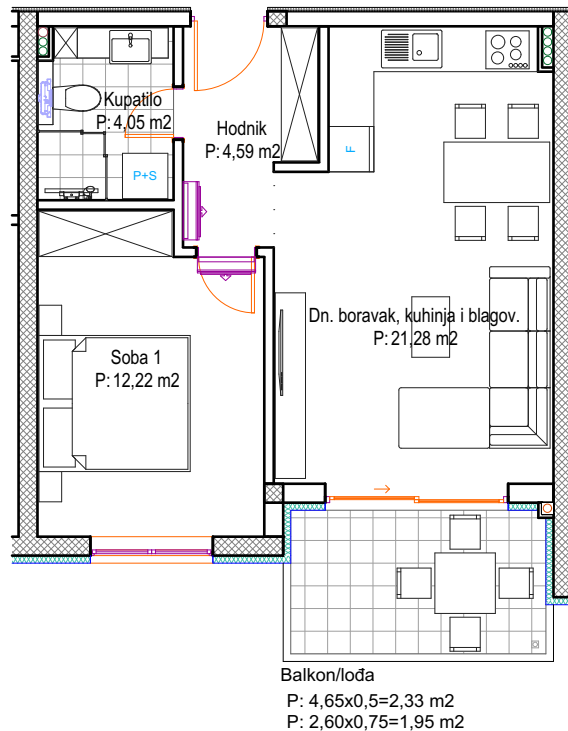 Kupatilo
P: 4,05 m2
Hodnik
P: 4,59 m2
P+S
F
Dn. boravak, kuhinja i blagov.
P: 21,28 m2
Soba 1
P: 12,22 m2
Balkon/lođa
P: 4,65x0,5=2,33 m2
P: 2,60x0,75=1,95 m2